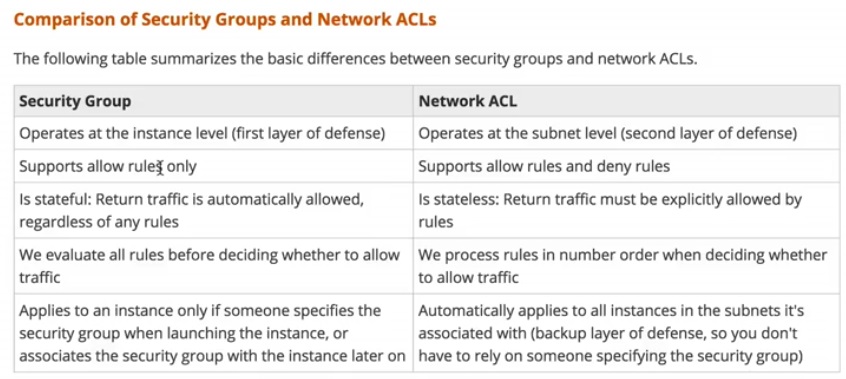 Comparison of Security Groups and Network ACLs
The following table summarizes the basic differences between security groups and network ACLs.
Security Group
Network ACL
Operates at the instance level (first layer of defense)
Operates at the subnet level (second layer of defense)
Supports allow rules only
Supports allow rules and deny rules
Is stateful: Return traffic is automatically allowed,
regardless of any rules
Is stateless: Return traffic must be explicitly allowed by
rules
We evaluate all rules before deciding whether to allow
traffic
We process rules in number order when deciding whether
to allow traffic
Applies to an instance only if someone specifies the
security group when launching the instance, or
associates the security group with the instance later on
Automatically applies to all instances in the subnets it's
associated with (backup layer of defense, so you don't
have to rely on someone specifying the security group)